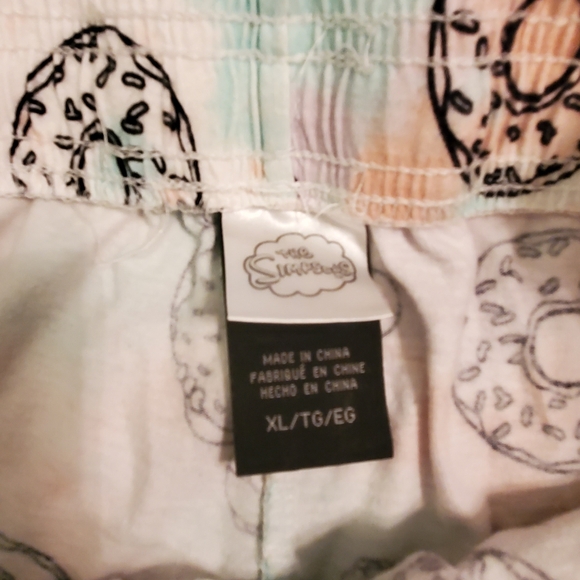 THE
SIMPSONS
MADE IN CHINA
FABRIQUÉ EN CHINE
HECHO EN CHINA
XL/TG/EG